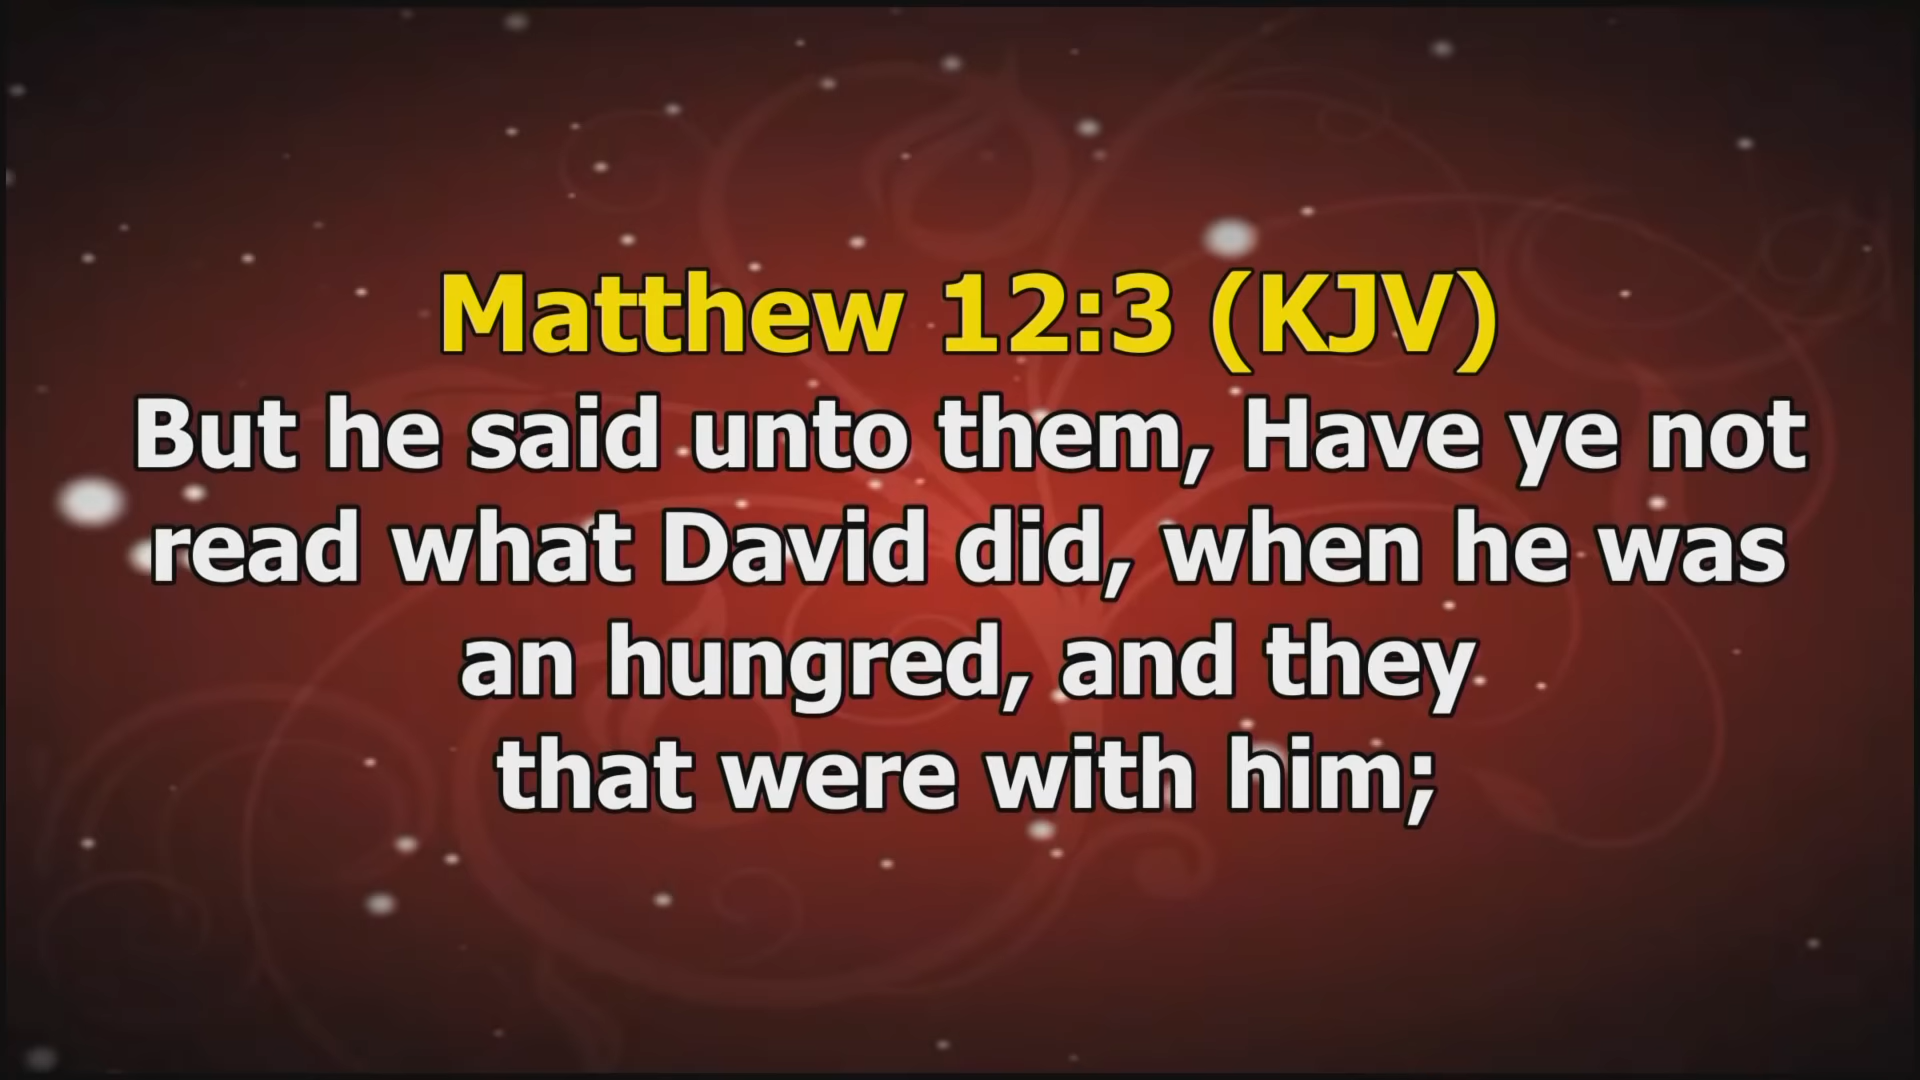 Matthew 12:3 (KJV)
But he said unto them, Have ye not
read what David did, when he was
an hungred, and they
that were with him;